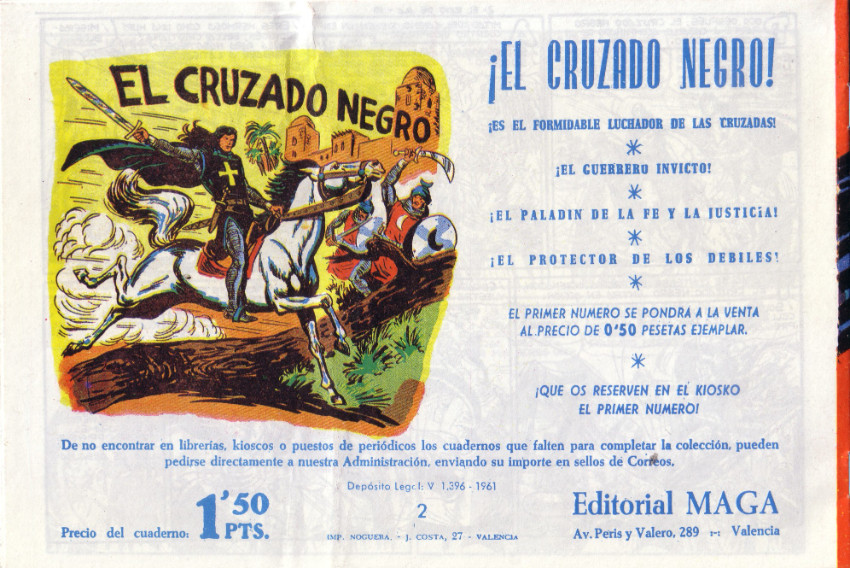 EL CRUZADO NEGRO
¡EL CRUZADO NEGRO!
¡ES EL FORMIDABLE LUCHADOR DE LAS CRUZADAS!
¡EL GUERRERO INVICTO!
¡EL PALADIN DE LA FE Y LA JUSTICIA!
¡EL PROTECTOR DE LOS DEBILES!
EL PRIMER NUMERO SE PONDRA A LA VENTA
AL PRECIO DE 0'50 PESETAS EJEMPLAR.
¡QUE OS RESERVEN EN EL KIOSKO
EL PRIMER NUMERO!
De no encontrar en librerías, kioscos o puestos de periódicos los cuadernos que falten para completar la colección, pueden
pedirse directamente a nuestra Administración, enviando su importe en sellos de Correos.
Depósito Legal: V 1,396 - 1961
Precio del cuaderno: 1'50 PTS.
2
IMP. NOGUERA, - J. COSTA, 27 - VALENCIA
Editorial MAGA
Av. Peris y Valero, 289 :-: Valencia